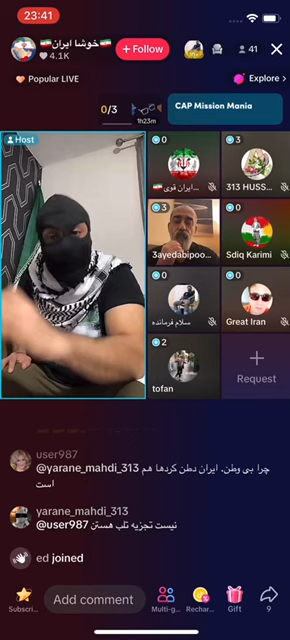 23:41
🇮🇷خوشا ایران🇮🇷
4.1K
+ Follow
41
Popular LIVE
Explore >
0/3
1h23m
CAP Mission Mania
Host
0
ایران قوی...
3
313 HUSS...
3
3ayedabipoo...
Sdiq Karimi
0
سلام فرمانده
0
Great Iran
2
tofan
Request
user987
@yarane_mahdi_313 چرا بی وطن. ایران دطن کردها هم
است
yarane_mahdi_313
@user987 نیست تجزیه تلب هستن
ed joined
Subscri...
Add comment
Multi-g...
Rechar...
Gift
9